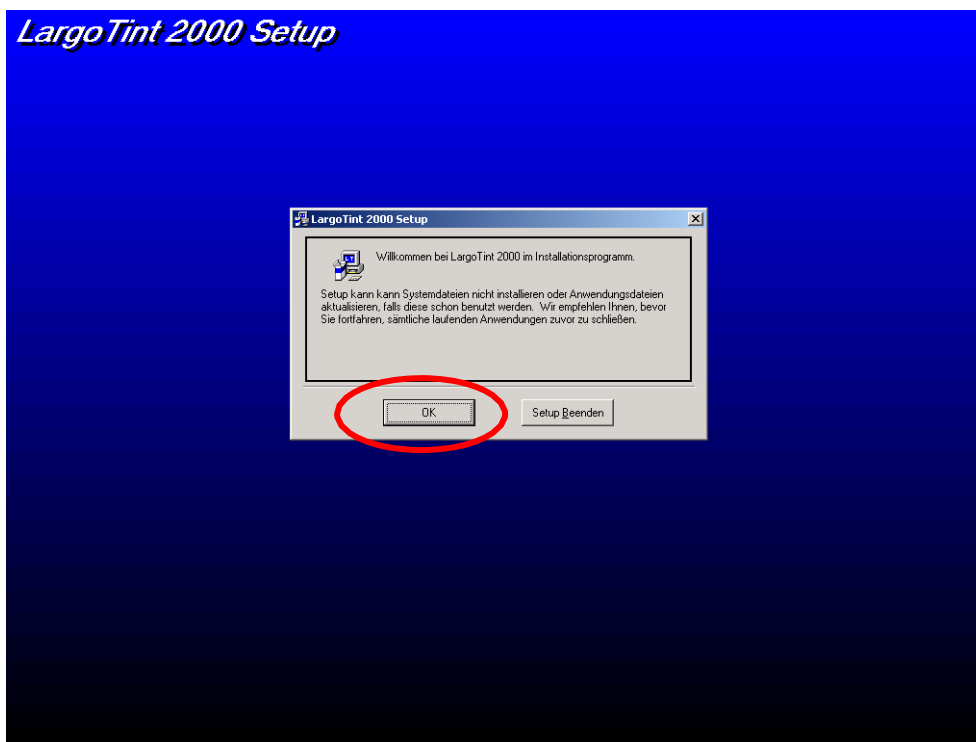 LargoTint 2000 Setup
LargoTint 2000 Setup
Willkommen bei LargoTint 2000 im Installationsprogramm.
Setup kann kann Systemdateien nicht installieren oder Anwendungsdateien
aktualisieren, falls diese schon benutzt werden. Wir empfehlen Ihnen, bevor
Sie fortfahren, sämtliche laufenden Anwendungen zuvor zu schließen.
OK
Setup Beenden